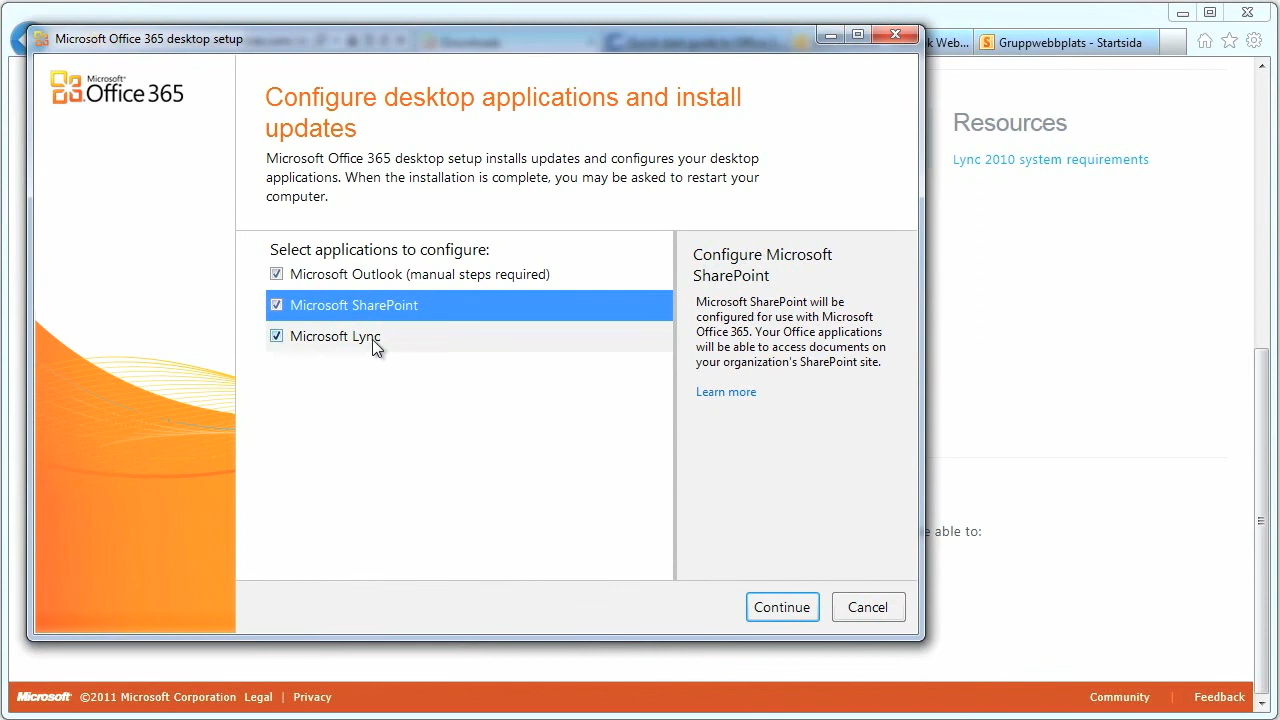 Microsoft Office 365 desktop setup
k Web...
Gruppwebbplats - Startsida
Microsoft
Office 365
Configure desktop applications and install
updates
Microsoft Office 365 desktop setup installs updates and configures your desktop
applications. When the installation is complete, you may be asked to restart your
computer.
Select applications to configure:
Microsoft Outlook (manual steps required)
Microsoft SharePoint
Microsoft Lync
Configure Microsoft
SharePoint
Microsoft SharePoint will be
configured for use with Microsoft
Office 365. Your Office applications
will be able to access documents on
your organization's SharePoint site.
Learn more
Continue
Cancel
Resources
Lync 2010 system requirements
e able to:
Microsoft ©2011 Microsoft Corporation Legal | Privacy
Community | Feedback